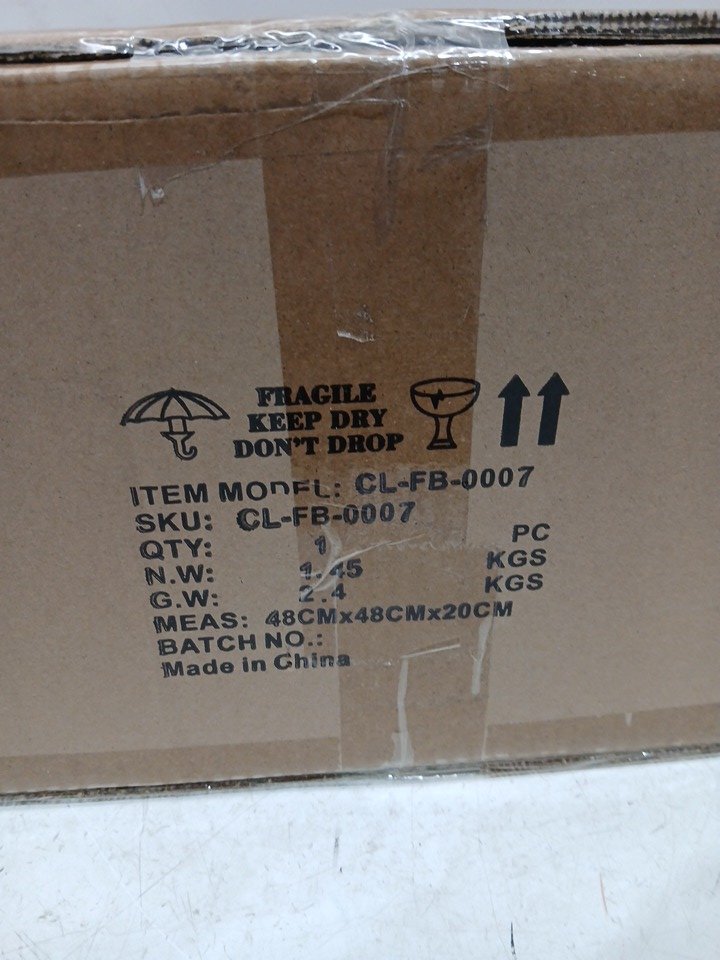 FRAGILE
KEEP DRY
DON'T DROP
ITEM MODEL: CL-FB-0007
SKU: CL-FB-0007
QTY: 1 PC
N.W: 1.45 KGS
G.W: 2.4 KGS
MEAS: 48CMx48CMx20CM
BATCH NO.:
Made in China